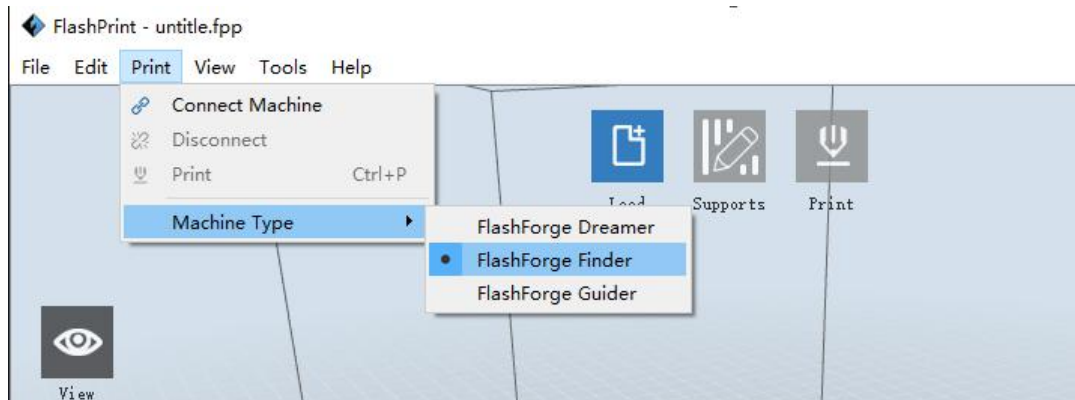 FlashPrint - untitle.fpp
File Edit Print View Tools Help
Connect Machine
Disconnect
Print Ctrl+P
Machine Type
FlashForge Dreamer
FlashForge Finder
FlashForge Guider
Load
Supports
Print
View